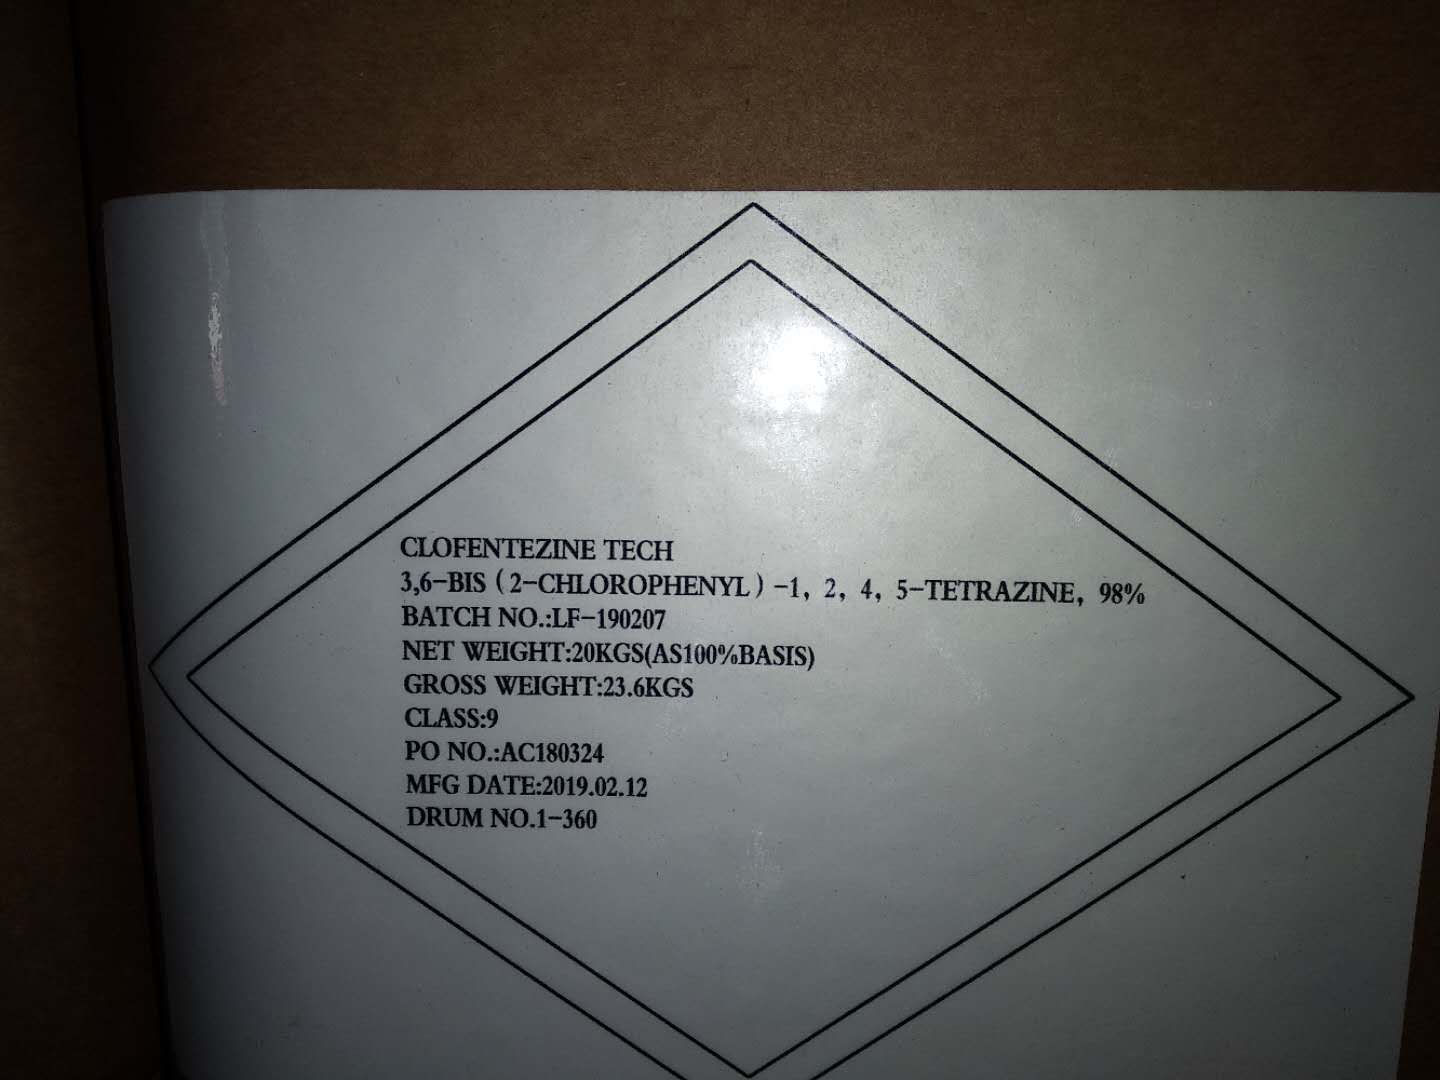 CLOFENTEZINE TECH
3,6-BIS（2-CHLOROPHENYL）-1，2，4，5-TETRAZINE，98%
BATCH NO.:LF-190207
NET WEIGHT:20KGS(AS100%BASIS)
GROSS WEIGHT:23.6KGS
CLASS:9
PO NO.:AC180324
MFG DATE:2019.02.12
DRUM NO.1-360